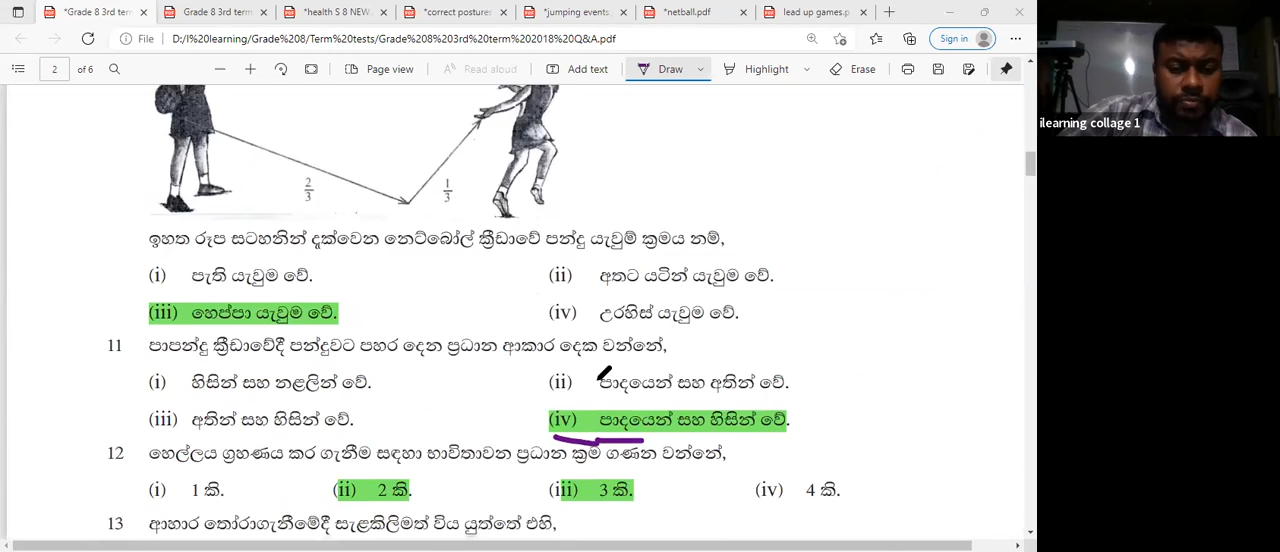 *Grade 8 3rd term
Grade 8 3rd term
*health S 8 NEW.
*correct postures
*jumping events
*netball.pdf
lead up games.p
File D:/I%20learning/Grade%208/Term%20tests/Grade%208%203rd%20term%202018%20Q&A.pdf
Sign in
2 of 6 Page view Read aloud Add text Draw Highlight Erase
ilearning collage 1
2/3 1/3
ඉහත රූප සටහනින් දැක්වෙන නෙට්බෝල් ක්‍රීඩාවේ පන්දු යැවුම් ක්‍රමය නම්,
(i) පැති යැවුම වේ. (ii) අතට යටින් යැවුම වේ.
(iii) හෙප්පා යැවුම වේ. (iv) උරහිස් යැවුම වේ.
11 පාපන්දු ක්‍රීඩාවේදී පන්දුවට පහර දෙන ප්‍රධාන ආකාර දෙක වන්නේ,
(i) හිසින් සහ නළලින් වේ. (ii) පාදයෙන් සහ අතින් වේ.
(iii) අතින් සහ හිසින් වේ. (iv) පාදයෙන් සහ හිසින් වේ.
12 හෙල්ලය ග්‍රහණය කර ගැනීම සඳහා භාවිතාවන ප්‍රධාන ක්‍රම ගණන වන්නේ,
(i) 1 කි. (ii) 2 කි. (iii) 3 කි. (iv) 4 කි.
13 ආහාර තෝරාගැනීමේදී සැළකිලිමත් විය යුත්තේ එහි,